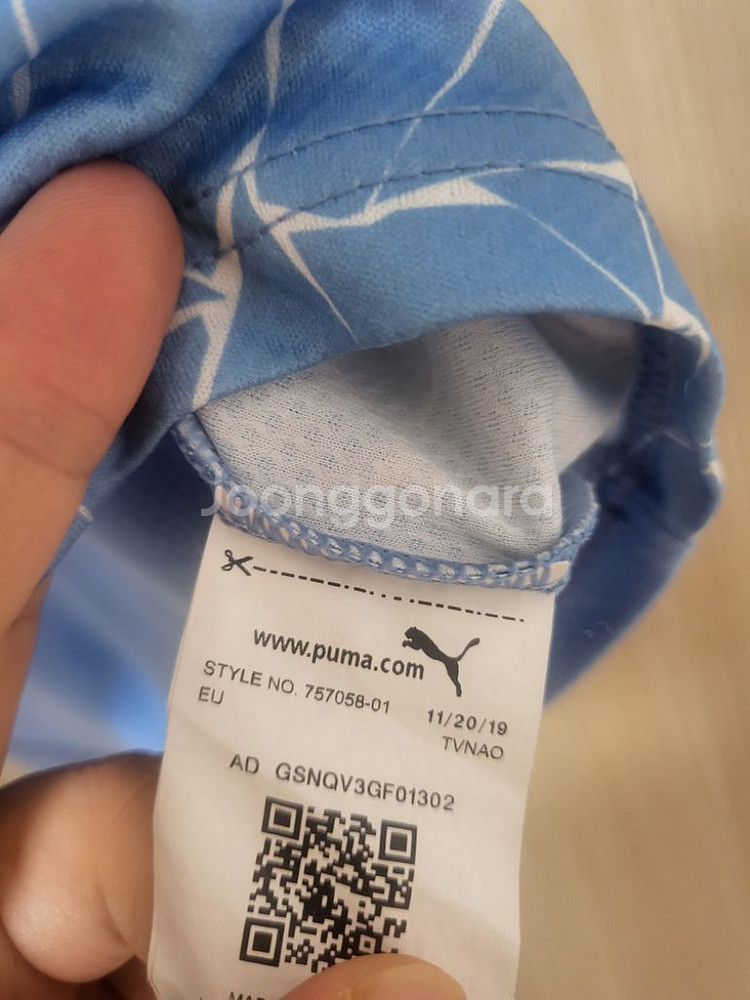 Joonggonara
www.puma.com
STYLE NO. 757058-01
EU
11/20/19
TVNAO
AD GSNQV3GF01302